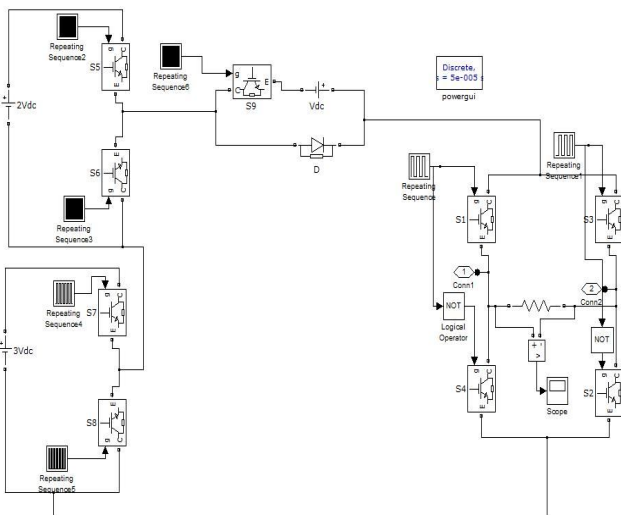 Repeating
Sequence2
g
C
S5
E
+
2Vdc
Repeating
Sequence6
g
E
C
S9
+
Vdc
D
Discrete,
s = 5e-005 s
powergui
S6
E
g
C
Repeating
Sequence3
Repeating
Sequence4
g
C
S7
E
+
3Vdc
S8
E
g
C
Repeating
Sequence5
Repeating
Sequence
g
C
S1
E
Repeating
Sequence1
g
C
S3
E
1
Conn1
2
Conn2
NOT
Logical
Operator
+
-
v
NOT
Scope
g
C
S4
E
g
C
S2
E